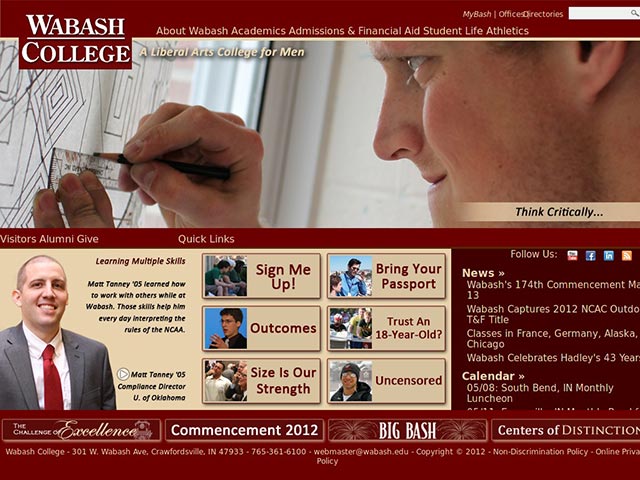 MyBash | Offices Directories
WABASH
COLLEGE
About Wabash Academics Admissions & Financial Aid Student Life Athletics
A Liberal Arts College for Men
Think Critically...
Visitors Alumni Give
Quick Links
Learning Multiple Skills
Matt Tanney '05 learned how
to work with others while at
Wabash. Those skills help him
every day interpreting the
rules of the NCAA.
Matt Tanney '05
Compliance Director
U. of Oklahoma
Sign Me
Up!
Bring Your
Passport
Outcomes
Trust An
18-Year-Old?
Size Is Our
Strength
Uncensored
Follow Us:
News »
Wabash's 174th Commencement Ma
13
Wabash Captures 2012 NCAC Outdo
T&F Title
Classes in France, Germany, Alaska,
Chicago
Wabash Celebrates Hadley's 43 Years
Calendar »
05/08: South Bend, IN Monthly
Luncheon
THE
CHALLENGE OF Excellence
Commencement 2012
BIG BASH
Centers of DISTINCTION
Wabash College - 301 W. Wabash Ave, Crawfordsville, IN 47933 - 765-361-6100 - webmaster@wabash.edu - Copyright © 2012 - Non-Discrimination Policy - Online Priva
Policy